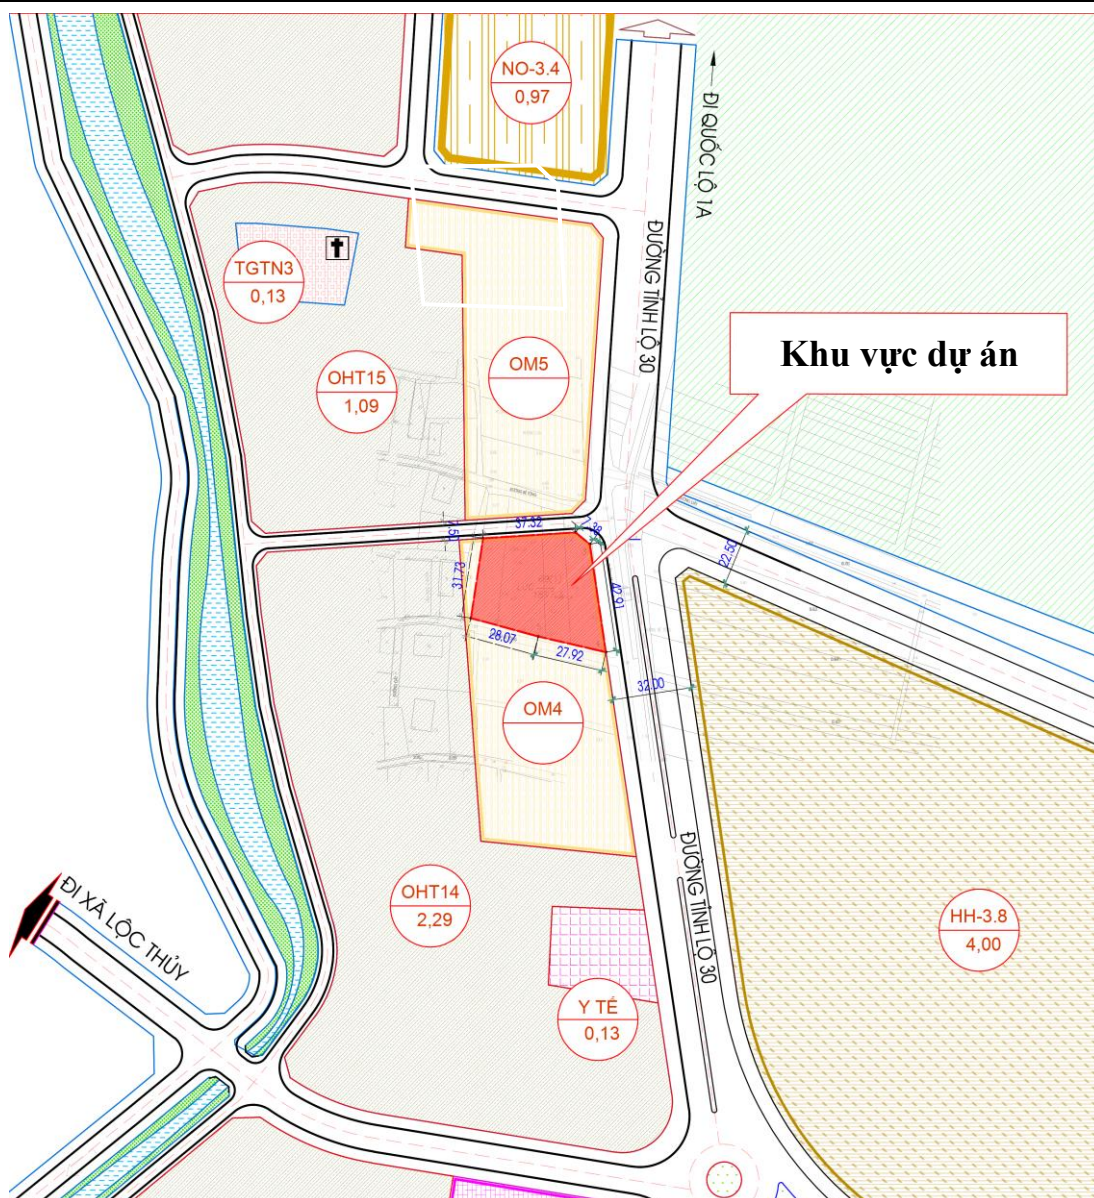 NO-3.4
0,97
ĐI QUỐC LỘ 1A
ĐƯỜNG TỈNH LỘ 30
TGTN3
0,13
Khu vực dự án
OHT15
1,09
OM5
37.32
22.50
31.73
42.91
28.07
27.92
32.00
OM4
ĐƯỜNG TỈNH LỘ 30
OHT14
2,29
ĐI XÃ LỘC THỦY
HH-3.8
4,00
Y TẾ
0,13